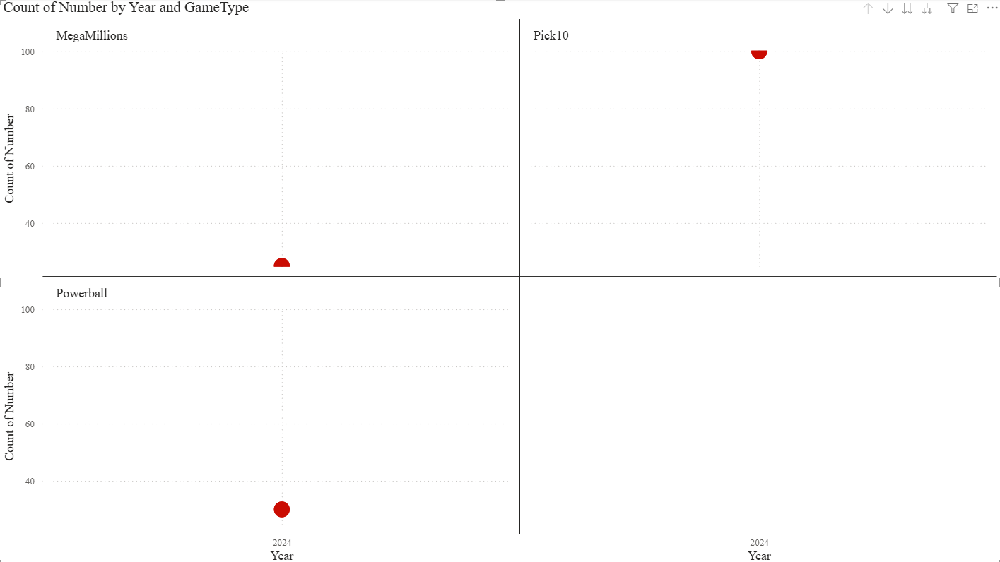 Count of Number by Year and GameType
MegaMillions
Pick10
100
80
60
40
Count of Number
Powerball
100
80
60
40
Count of Number
2024
2024
Year
Year